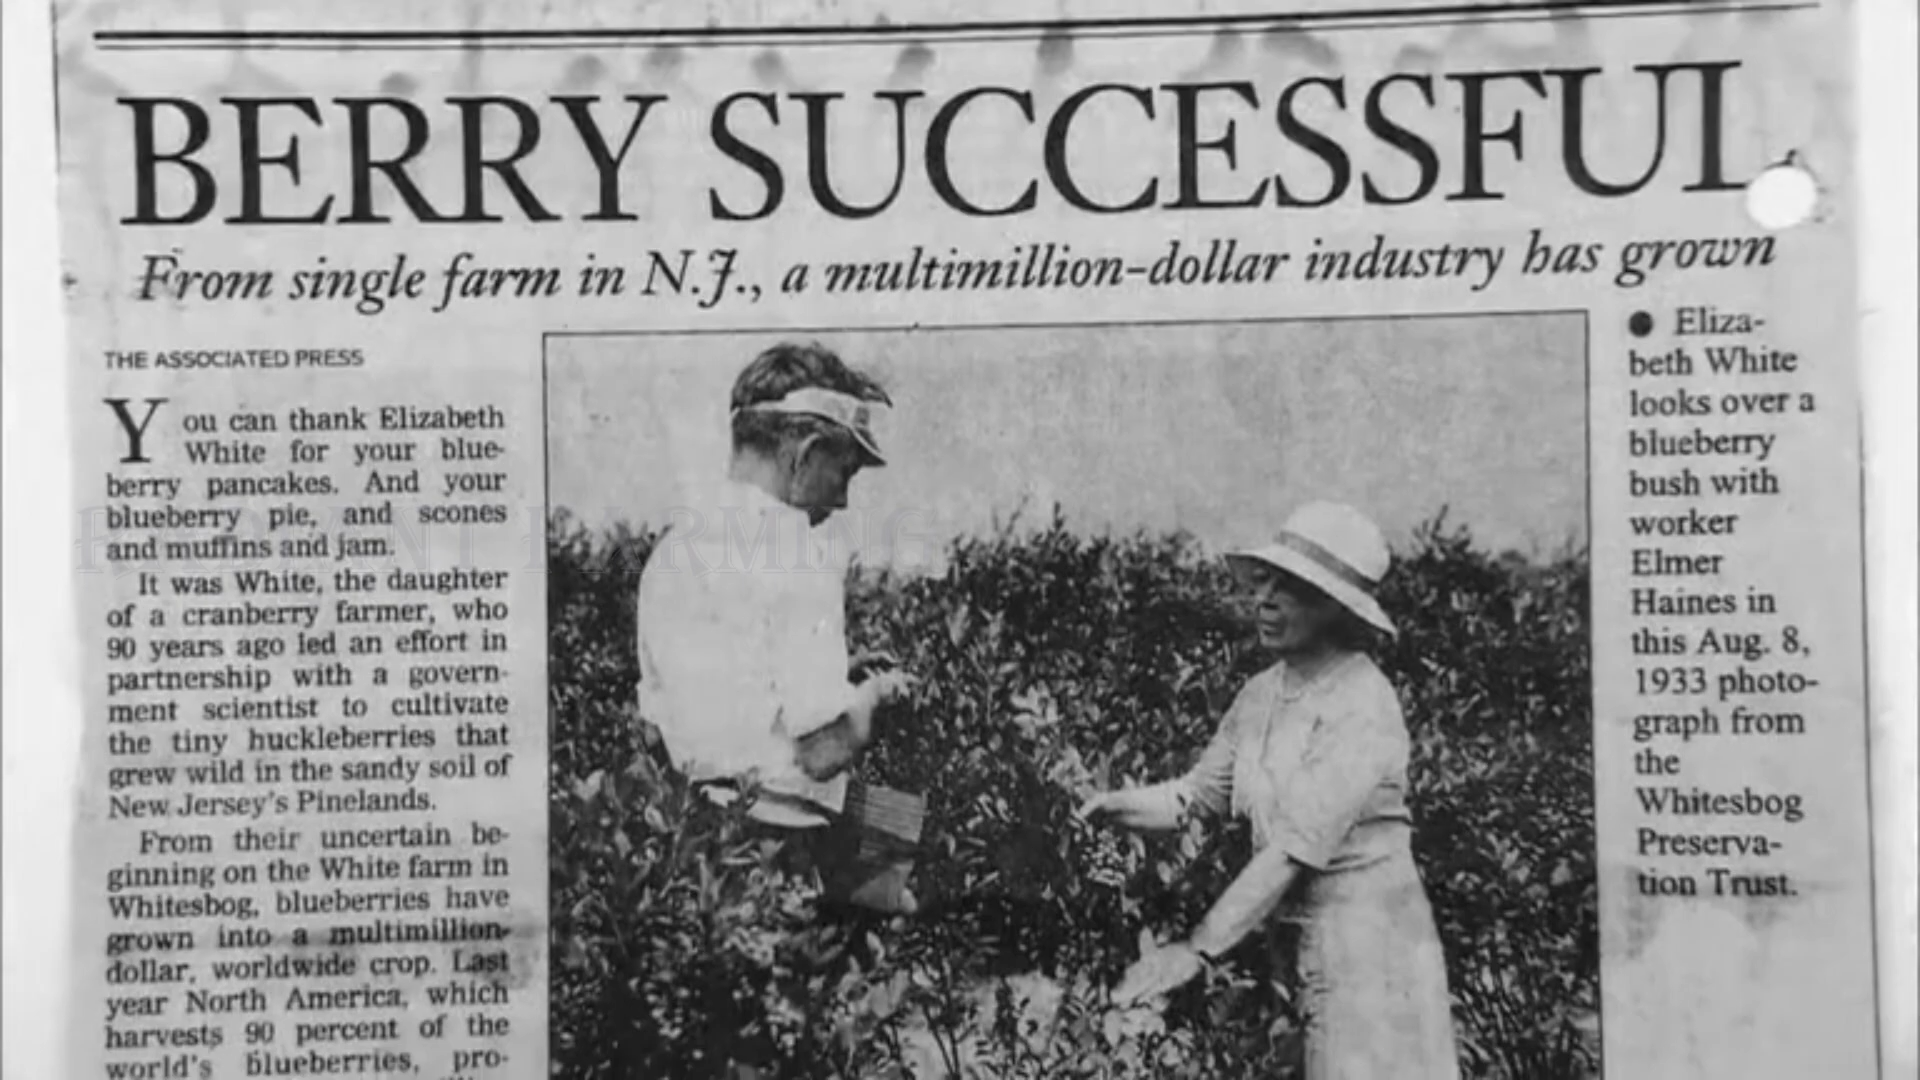 BERRY SUCCESSFUL
From single farm in N.J., a multimillion-dollar industry has grown
THE ASSOCIATED PRESS
You can thank Elizabeth
White for your blue-
berry pancakes. And your
blueberry pie, and scones
and muffins and jam.
It was White, the daughter
of a cranberry farmer, who
90 years ago led an effort in
partnership with a govern-
ment scientist to cultivate
the tiny huckleberries that
grew wild in the sandy soil of
New Jersey's Pinelands.
From their uncertain be-
ginning on the White farm in
Whitesbog, blueberries have
grown into a multimillion-
dollar, worldwide crop. Last
year North America, which
harvests 90 percent of the
world's blueberries, pro-
● Eliza-
beth White
looks over a
blueberry
bush with
worker
Elmer
Haines in
this Aug. 8,
1933 photo-
graph from
the
Whitesbog
Preserva-
tion Trust.
FARMING